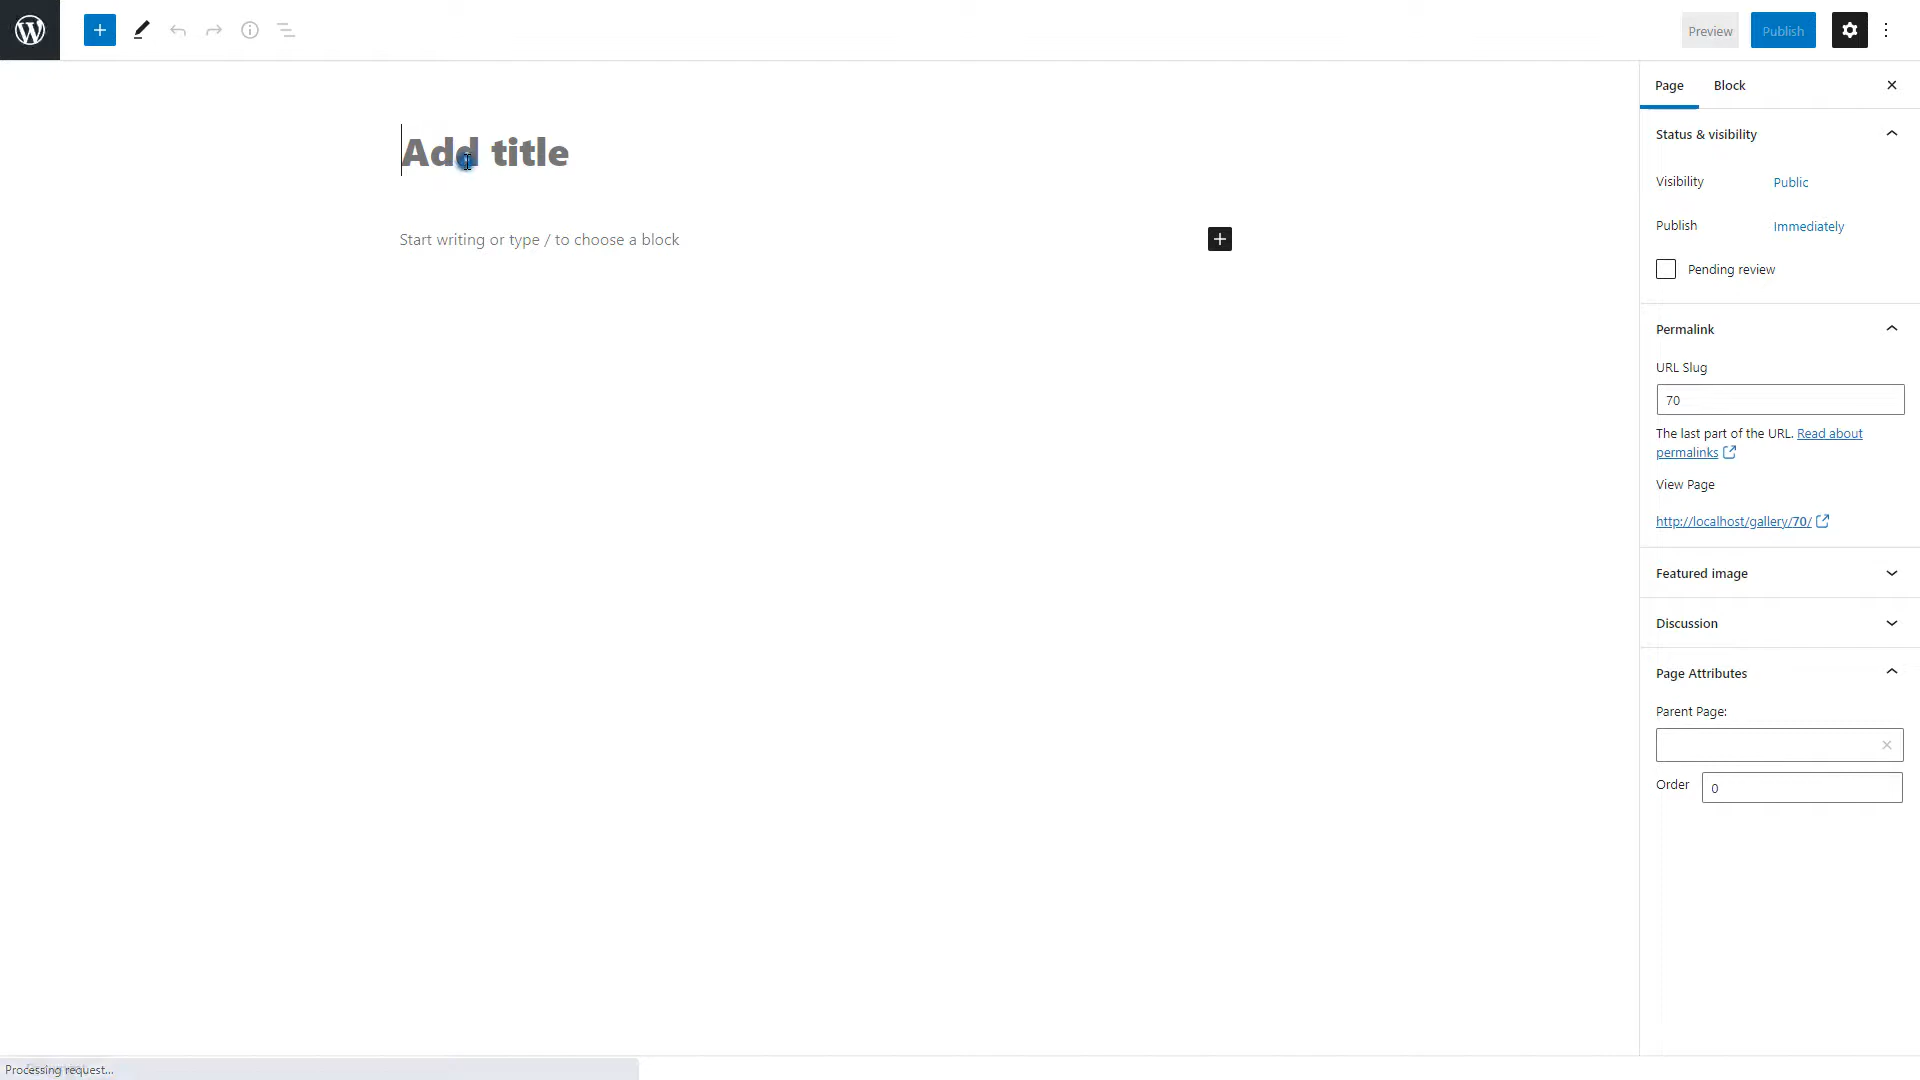 Preview
Publish
Page
Block
Add title
Status & visibility
Visibility
Public
Start writing or type / to choose a block
Publish
Immediately
Pending review
Permalink
URL Slug
70
The last part of the URL. Read about
permalinks
View Page
http://localhost/gallery/70/
Featured image
Discussion
Page Attributes
Parent Page:
Order
0
Processing request...